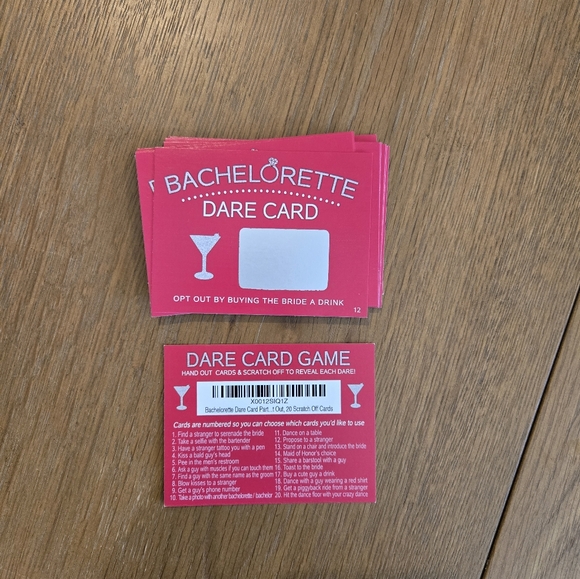 BACHELORETTE
DARE CARD
OPT OUT BY BUYING THE BRIDE A DRINK
12
DARE CARD GAME
HAND OUT CARDS & SCRATCH OFF TO REVEAL EACH DARE!
X0012SIQ1Z
Bachelorette Dare Card Part...t Out, 20 Scratch Off Cards
Cards are numbered so you can choose which cards you'd like to use
1. Find a stranger to serenade the bride
2. Take a selfie with the bartender
3. Have a stranger tattoo you with a pen
4. Kiss a bald guy's head
5. Pee in the men's restroom
6. Ask a guy with muscles if you can touch them
7. Find a guy with the same name as the groom
8. Blow kisses to a stranger
9. Get a guy's phone number
10. Take a photo with another bachelorette / bachelor
11. Dance on a table
12. Propose to a stranger
13. Stand on a chair and introduce the bride
14. Maid of Honor's choice
15. Share a barstool with a guy
16. Toast to the bride
17. Buy a cute guy a drink
18. Dance with a guy wearing a red shirt
19. Get a piggyback ride from a stranger
20. Hit the dance floor with your crazy dance